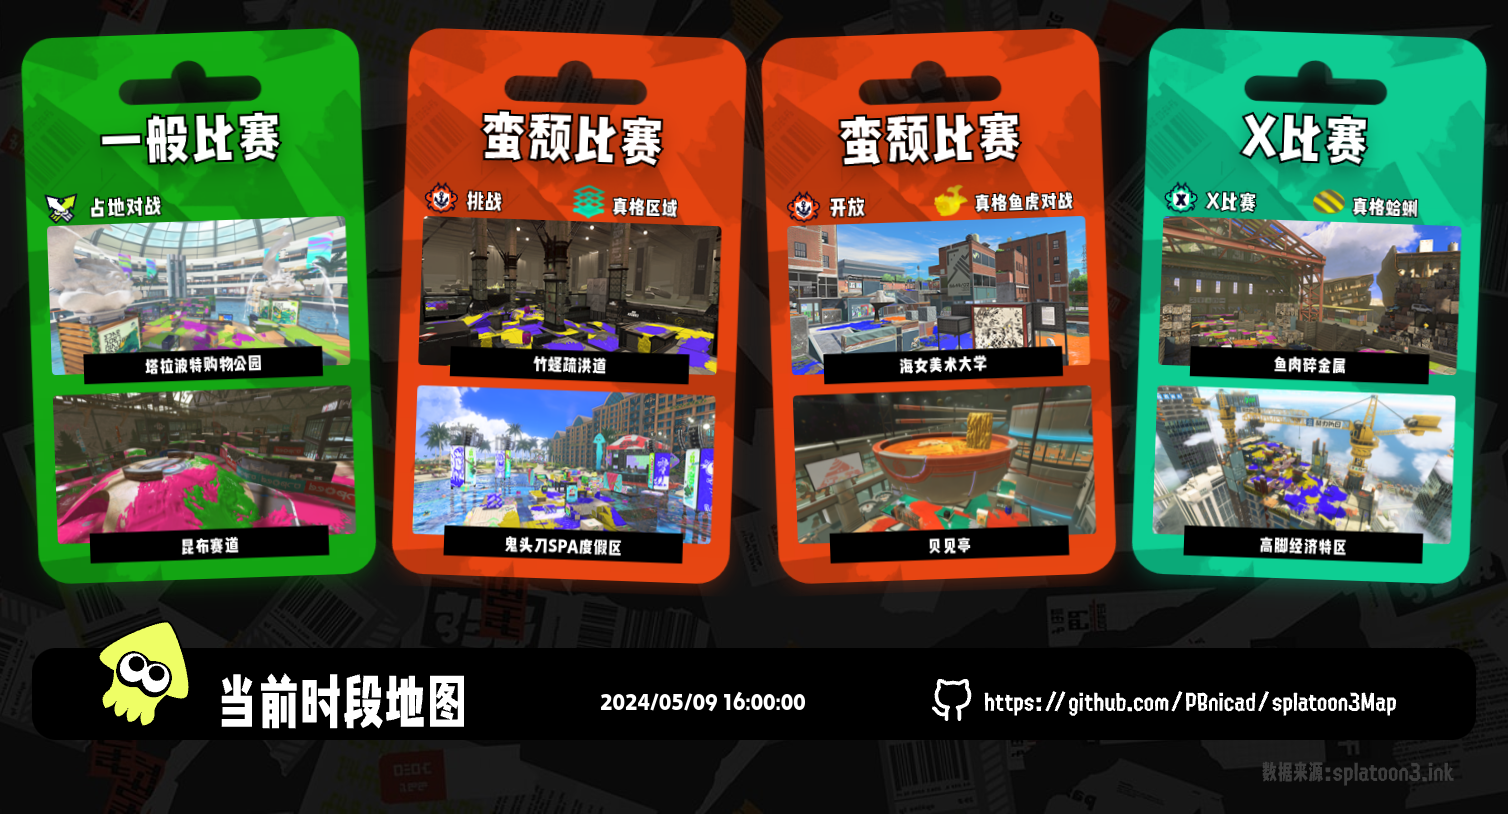 一般比赛
占地对战
塔拉波特购物公园
昆布赛道
蛮颓比赛
挑战
真格区域
竹蛏疏洪道
鬼头刀SPA度假区
蛮颓比赛
开放
真格鱼虎对战
海女美术大学
贝贝亭
X比赛
X比赛
真格蛤蜊
鱼肉碎金属
高脚经济特区
当前时段地图
2024/05/09 16:00:00
https://github.com/PBnicad/splatoon3Map
数据来源:splatoon3.ink